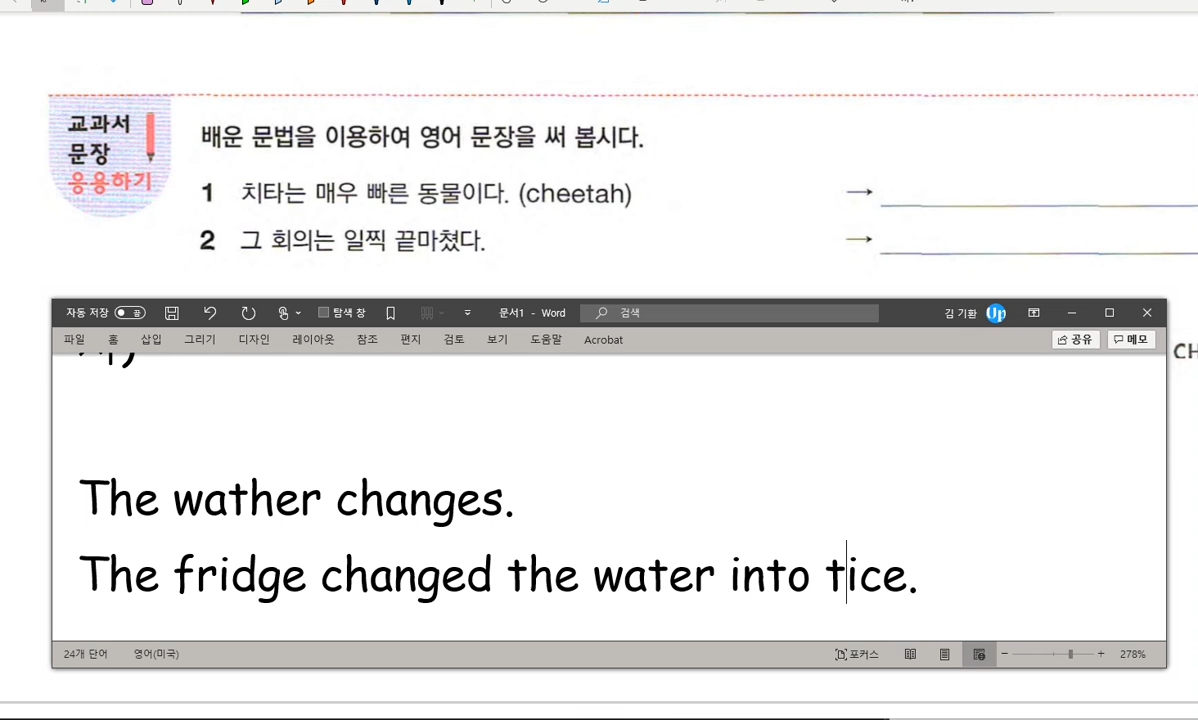 교과서
문장
응용하기
배운 문법을 이용하여 영어 문장을 써 봅시다.
1 치타는 매우 빠른 동물이다. (cheetah) →
2 그 회의는 일찍 끝마쳤다. →
자동 저장 끔 탐색 창 문서1 - Word 검색 김 기환 Up
파일 홈 삽입 그리기 디자인 레이아웃 참조 편지 검토 보기 도움말 Acrobat 공유 메모
CH
The wather changes.
The fridge changed the water into tice.
24개 단어 영어(미국) 포커스 278%